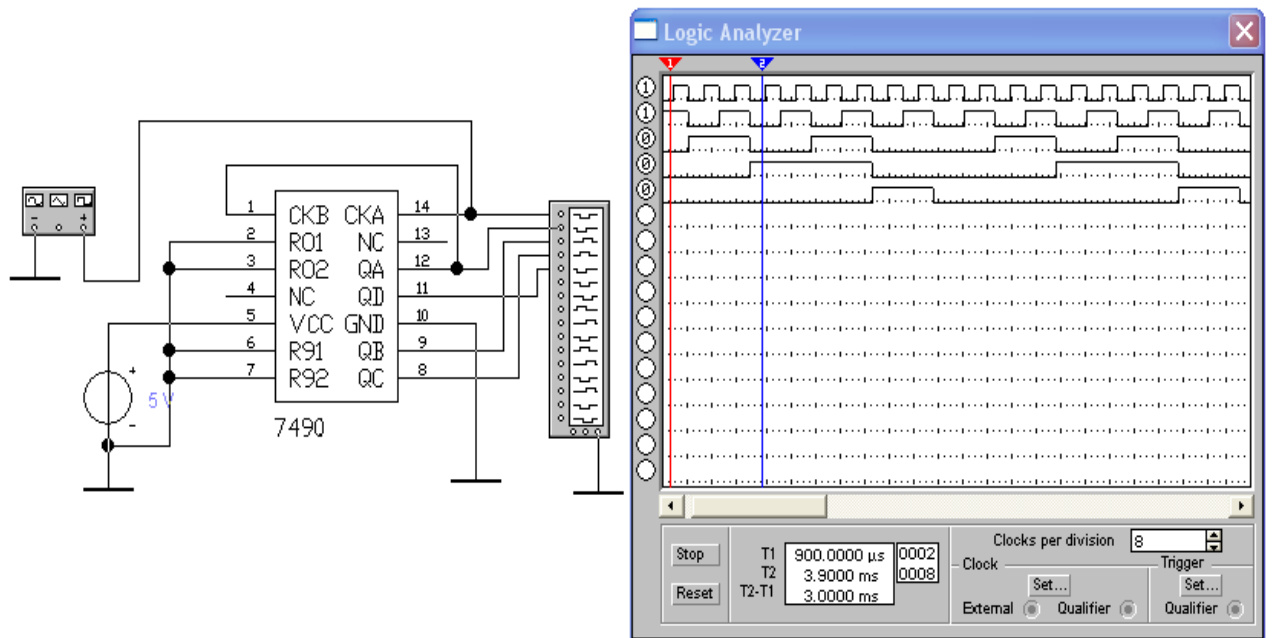 Logic Analyzer
1 2
1
1
0
0
0
1 CKB CKA 14
2 RO1 NC 13
3 RO2 QA 12
4 NC QD 11
5 VCC GND 10
6 R91 QB 9
7 R92 QC 8
7490
+
5 V
-
- +
Stop
Reset
T1 900.0000 µs 0002
T2 3.9000 ms 0008
T2-T1 3.0000 ms
Clocks per division 8
Clock
Set...
External Qualifier
Trigger
Set...
Qualifier